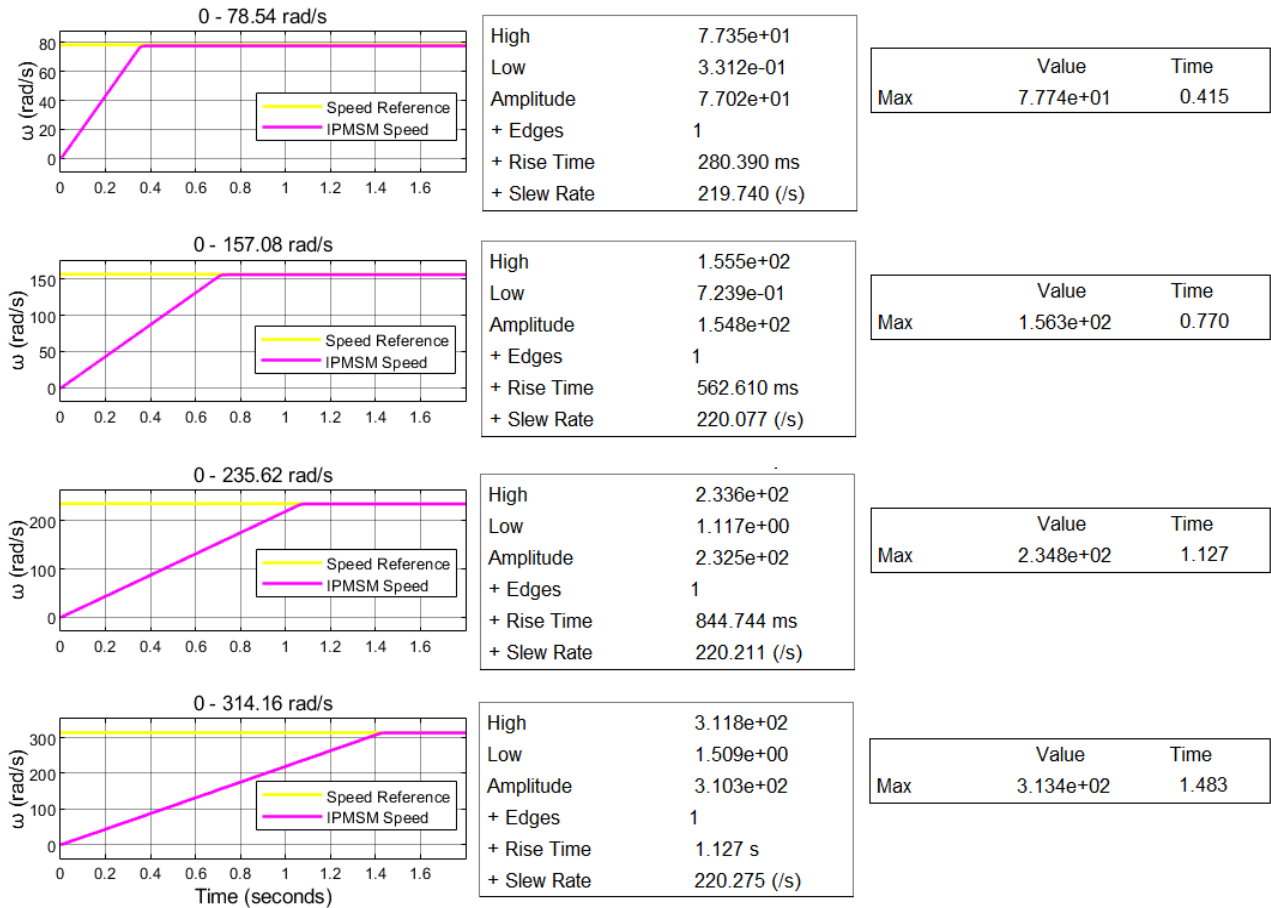 0 - 78.54 rad/s
ω (rad/s)
80
60
40
20
0
Speed Reference
IPMSM Speed
0 0.2 0.4 0.6 0.8 1 1.2 1.4 1.6
High 7.735e+01
Low 3.312e-01
Amplitude 7.702e+01
+ Edges 1
+ Rise Time 280.390 ms
+ Slew Rate 219.740 (/s)
Value Time
Max 7.774e+01 0.415
0 - 157.08 rad/s
ω (rad/s)
150
100
50
0
Speed Reference
IPMSM Speed
0 0.2 0.4 0.6 0.8 1 1.2 1.4 1.6
High 1.555e+02
Low 7.239e-01
Amplitude 1.548e+02
+ Edges 1
+ Rise Time 562.610 ms
+ Slew Rate 220.077 (/s)
Value Time
Max 1.563e+02 0.770
0 - 235.62 rad/s
ω (rad/s)
200
100
0
Speed Reference
IPMSM Speed
0 0.2 0.4 0.6 0.8 1 1.2 1.4 1.6
High 2.336e+02
Low 1.117e+00
Amplitude 2.325e+02
+ Edges 1
+ Rise Time 844.744 ms
+ Slew Rate 220.211 (/s)
Value Time
Max 2.348e+02 1.127
0 - 314.16 rad/s
ω (rad/s)
300
200
100
0
Speed Reference
IPMSM Speed
0 0.2 0.4 0.6 0.8 1 1.2 1.4 1.6
Time (seconds)
High 3.118e+02
Low 1.509e+00
Amplitude 3.103e+02
+ Edges 1
+ Rise Time 1.127 s
+ Slew Rate 220.275 (/s)
Value Time
Max 3.134e+02 1.483